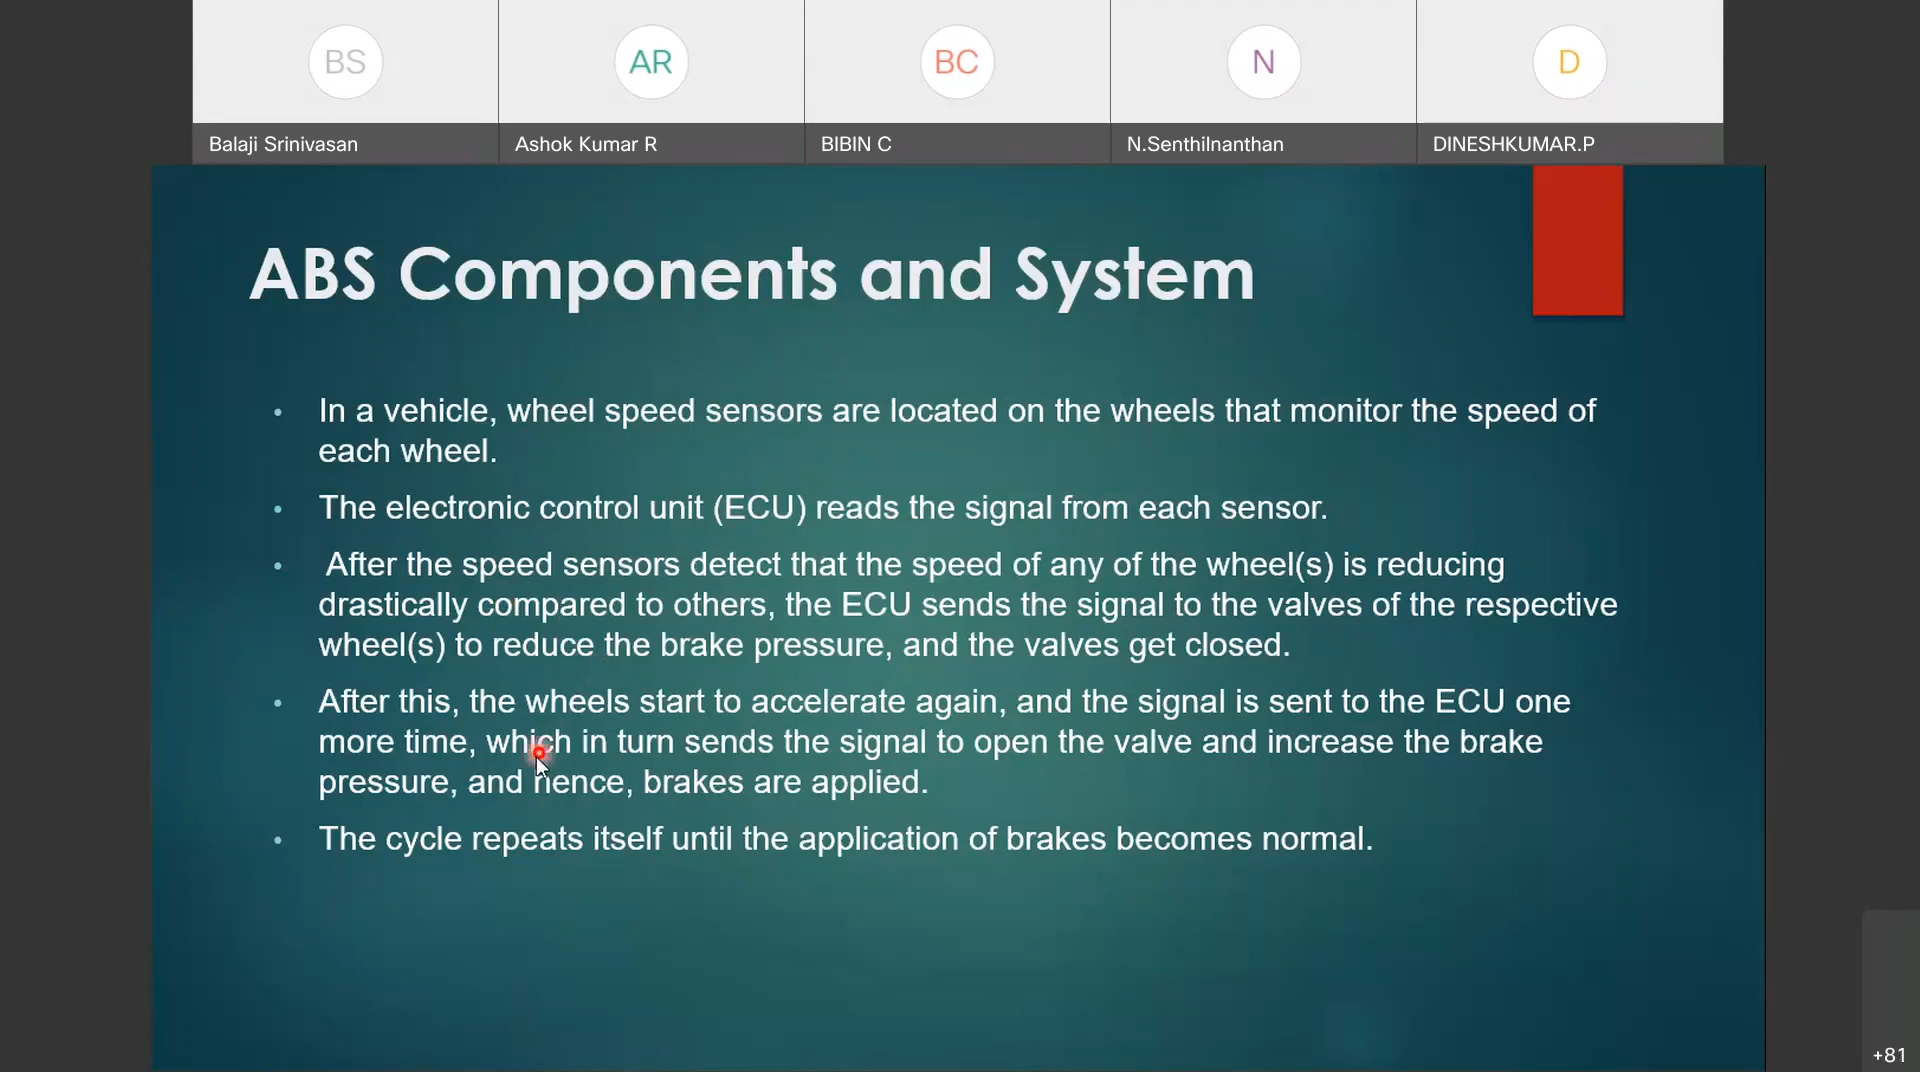 BS
AR
BC
N
D
Balaji Srinivasan
Ashok Kumar R
BIBIN C
N.Senthilnanthan
DINESHKUMAR.P
ABS Components and System
• In a vehicle, wheel speed sensors are located on the wheels that monitor the speed of
each wheel.
• The electronic control unit (ECU) reads the signal from each sensor.
• After the speed sensors detect that the speed of any of the wheel(s) is reducing
drastically compared to others, the ECU sends the signal to the valves of the respective
wheel(s) to reduce the brake pressure, and the valves get closed.
• After this, the wheels start to accelerate again, and the signal is sent to the ECU one
more time, which in turn sends the signal to open the valve and increase the brake
pressure, and hence, brakes are applied.
• The cycle repeats itself until the application of brakes becomes normal.
+81